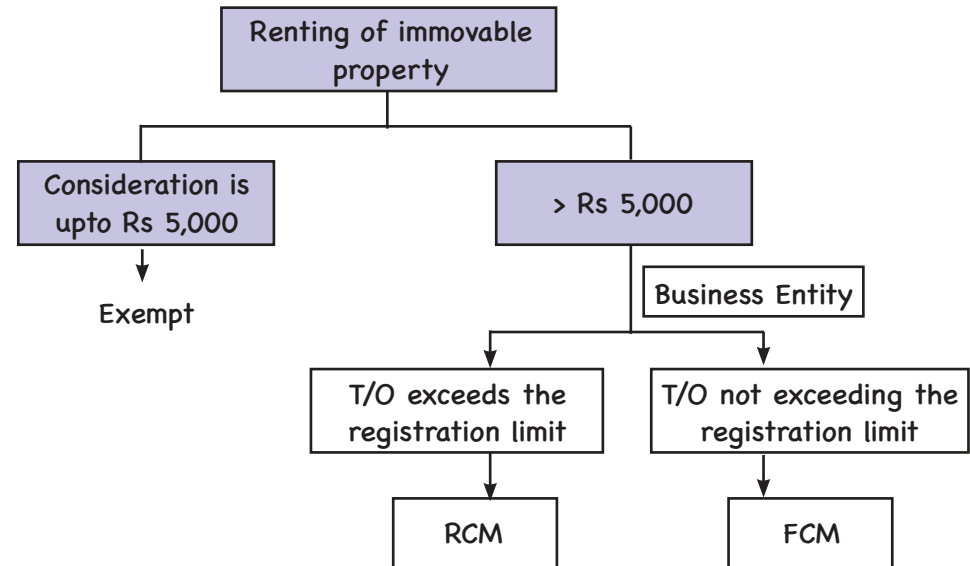 Renting of immovable
property
Consideration is
upto Rs 5,000
> Rs 5,000
Exempt
Business Entity
T/O exceeds the
registration limit
T/O not exceeding the
registration limit
RCM
FCM